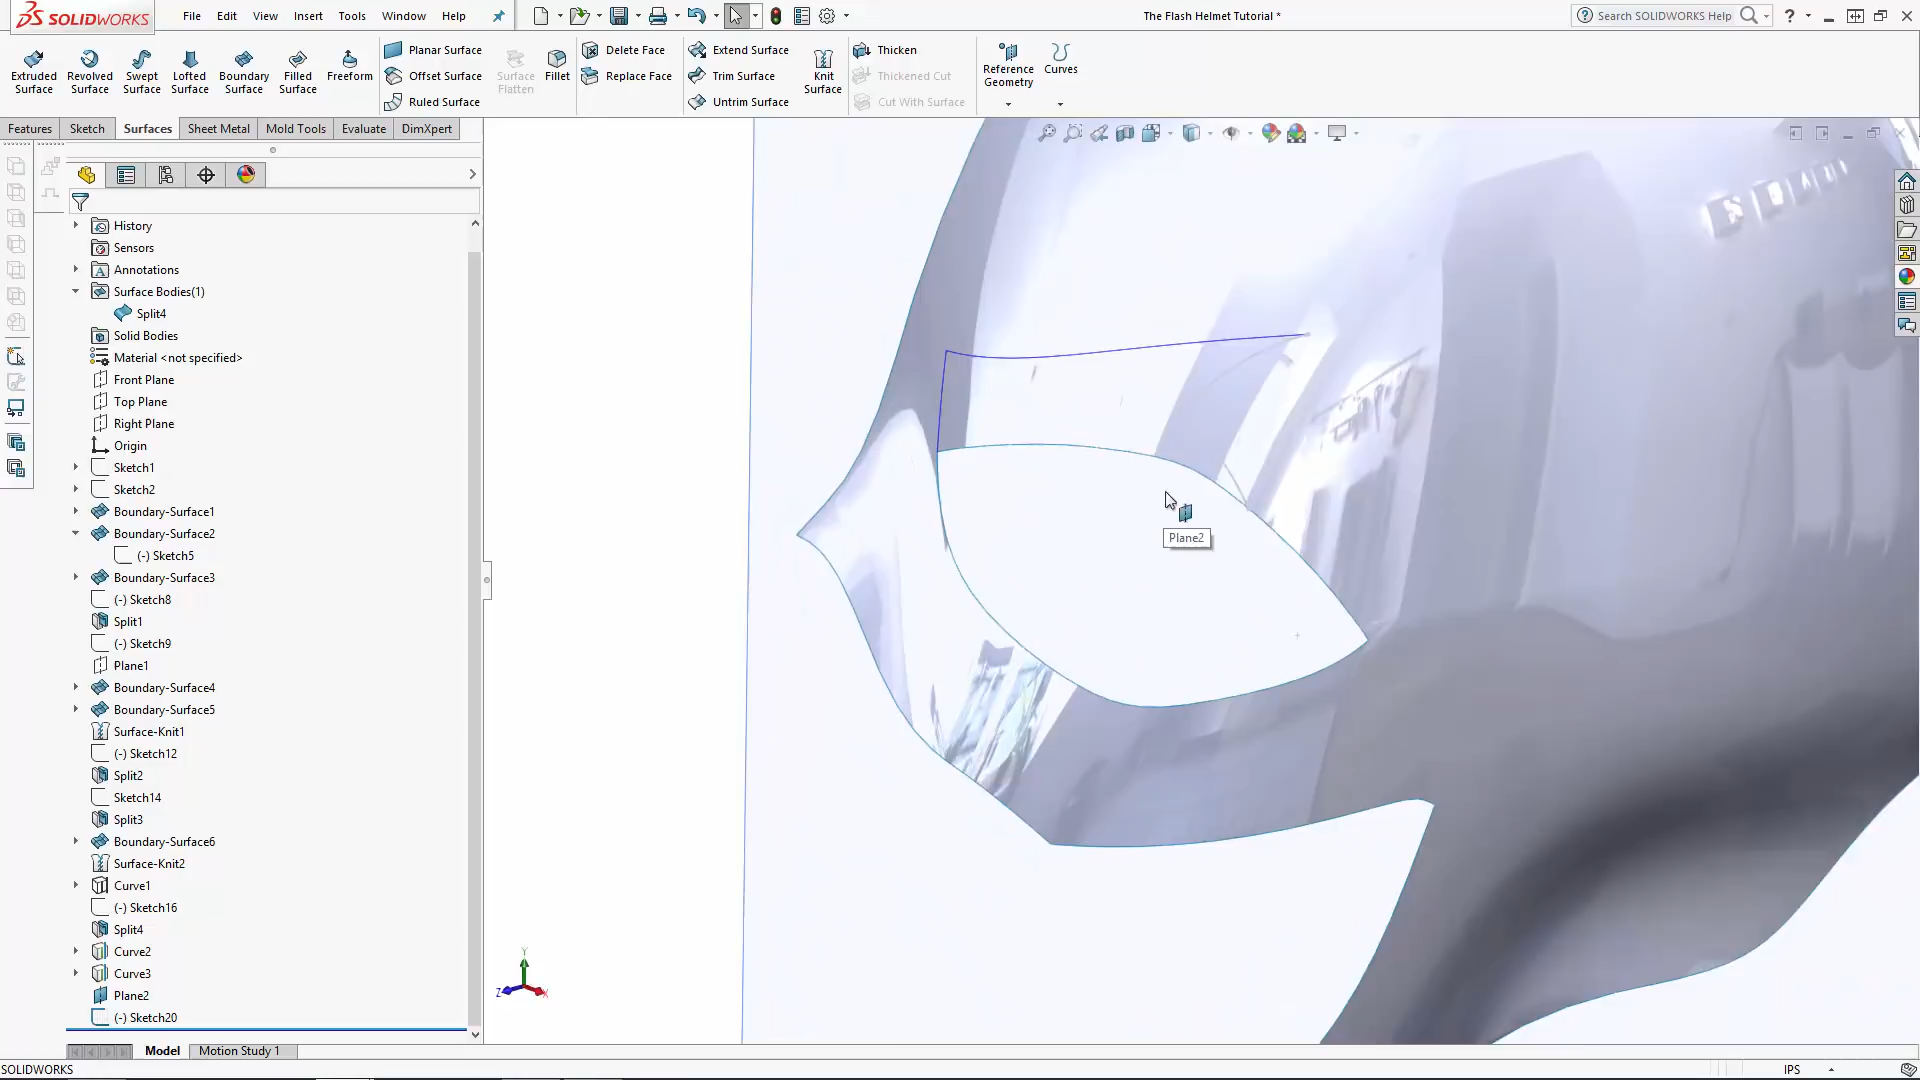 SOLIDWORKS
File Edit View Insert Tools Window Help
The Flash Helmet Tutorial *
Search SOLIDWORKS Help
Extruded Surface
Revolved Surface
Swept Surface
Lofted Surface
Boundary Surface
Filled Surface
Freeform
Planar Surface
Offset Surface
Ruled Surface
Surface Flatten
Fillet
Delete Face
Replace Face
Extend Surface
Trim Surface
Untrim Surface
Knit Surface
Thicken
Thickened Cut
Cut With Surface
Reference Geometry
Curves
Features Sketch Surfaces Sheet Metal Mold Tools Evaluate DimXpert
History
Sensors
Annotations
Surface Bodies(1)
Split4
Solid Bodies
Material <not specified>
Front Plane
Top Plane
Right Plane
Origin
Sketch1
Sketch2
Boundary-Surface1
Boundary-Surface2
(-) Sketch5
Boundary-Surface3
(-) Sketch8
Split1
(-) Sketch9
Plane1
Boundary-Surface4
Boundary-Surface5
Surface-Knit1
(-) Sketch12
Split2
Sketch14
Split3
Boundary-Surface6
Surface-Knit2
Curve1
(-) Sketch16
Split4
Curve2
Curve3
Plane2
(-) Sketch20
Plane2
Y
Z
X
Model Motion Study 1
SOLIDWORKS
IPS